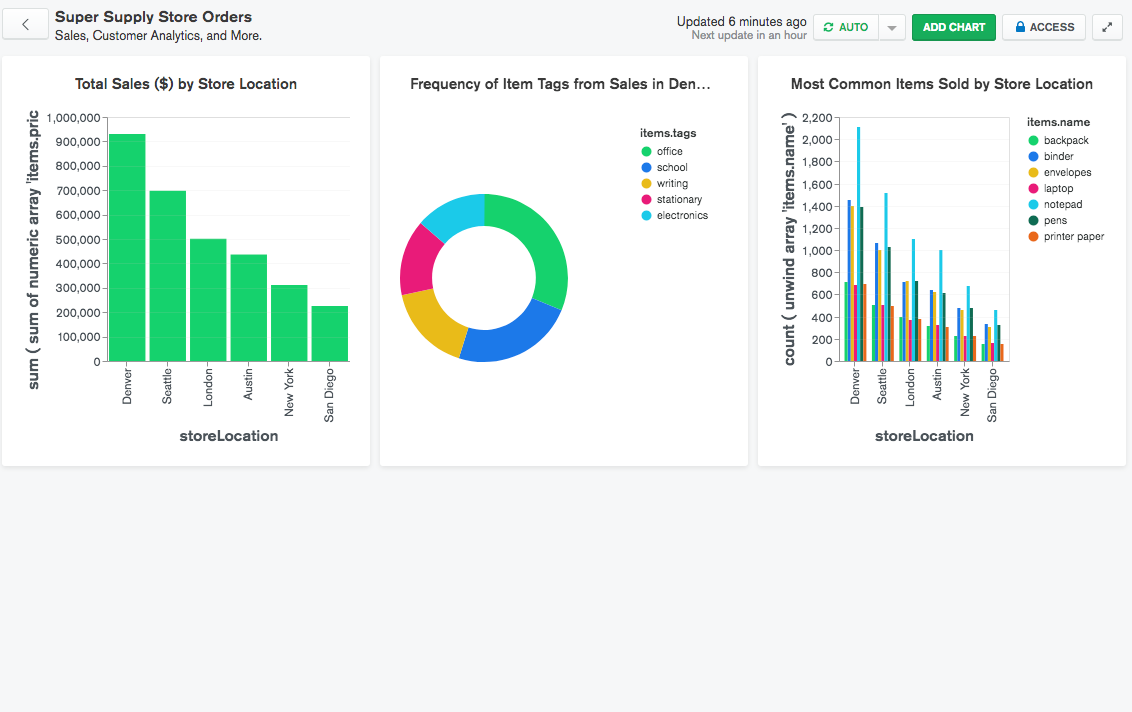 Super Supply Store Orders
Sales, Customer Analytics, and More.
Updated 6 minutes ago
Next update in an hour
AUTO
ADD CHART
ACCESS
Total Sales ($) by Store Location
sum ( sum of numeric array 'items.pric
1,000,000
900,000
800,000
700,000
600,000
500,000
400,000
300,000
200,000
100,000
0
Denver
Seattle
London
Austin
New York
San Diego
storeLocation
Frequency of Item Tags from Sales in Den...
items.tags
office
school
writing
stationary
electronics
Most Common Items Sold by Store Location
count ( unwind array 'items.name' )
2,200
2,000
1,800
1,600
1,400
1,200
1,000
800
600
400
200
0
Denver
Seattle
London
Austin
New York
San Diego
storeLocation
items.name
backpack
binder
envelopes
laptop
notepad
pens
printer paper